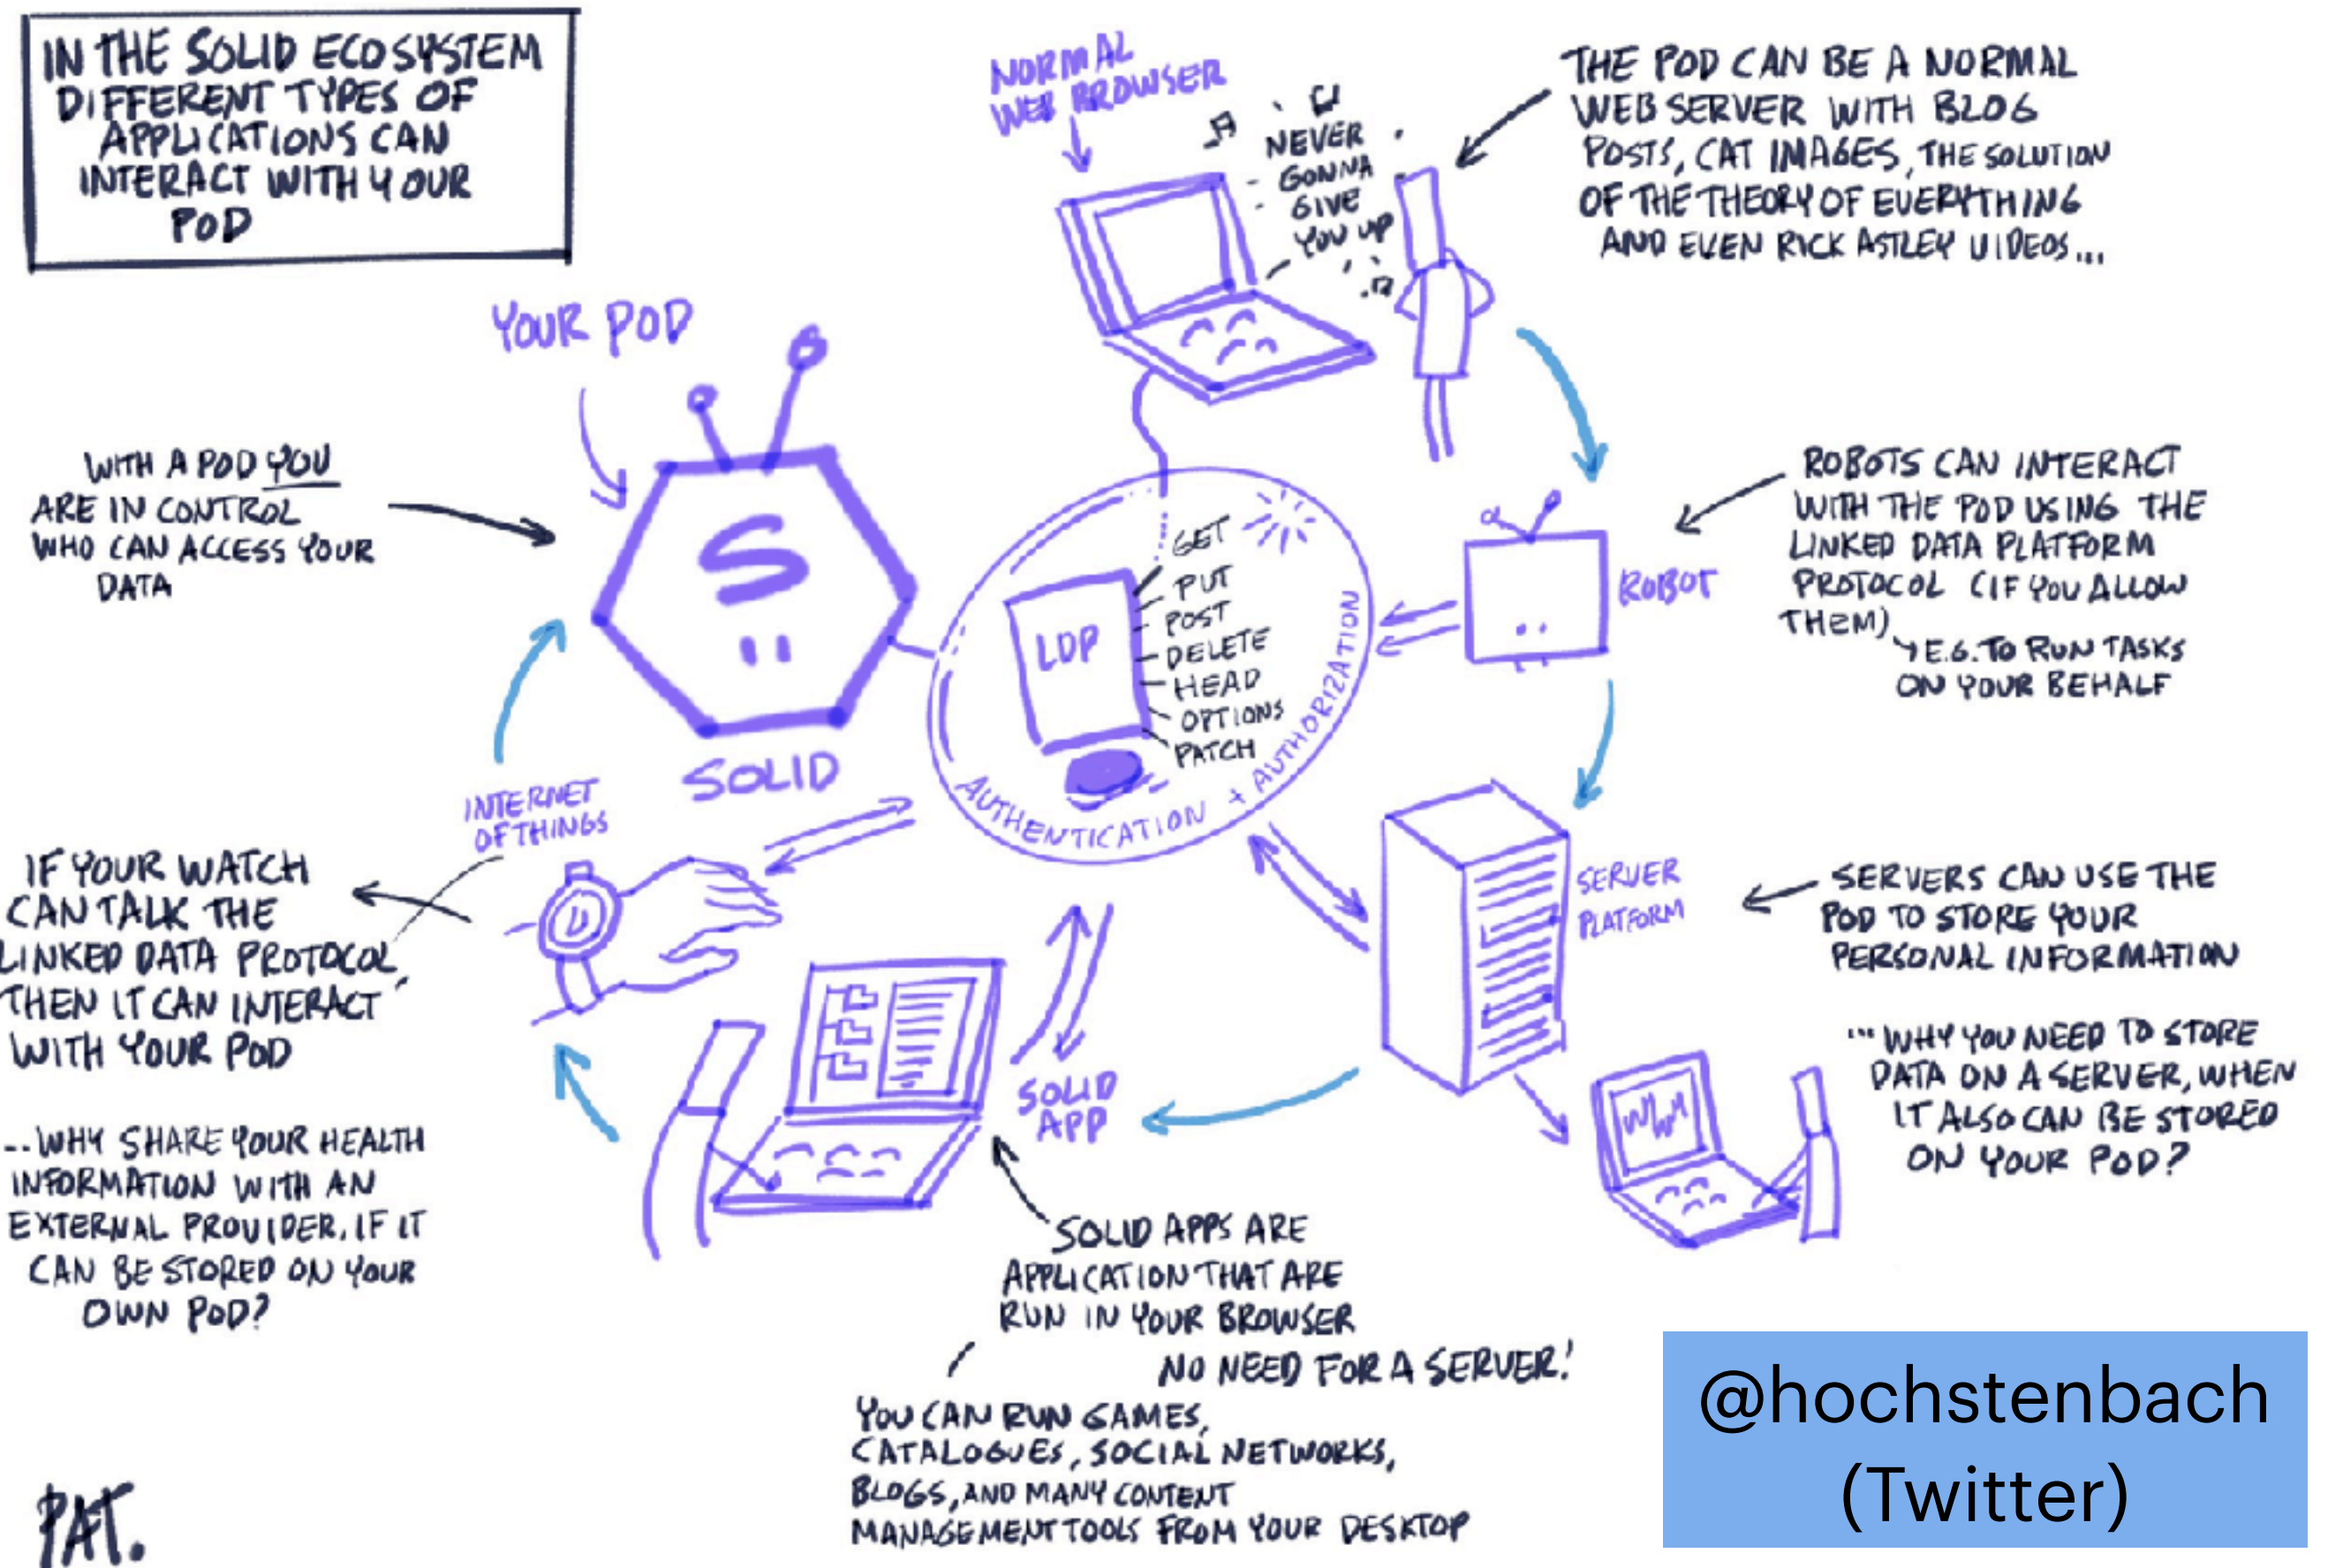 IN THE SOLID ECOSYSTEM
DIFFERENT TYPES OF
APPLICATIONS CAN
INTERACT WITH YOUR
POD
NORMAL
WEB BROWSER
NEVER
GONNA
GIVE
YOU UP
THE POD CAN BE A NORMAL
WEB SERVER WITH BLOG
POSTS, CAT IMAGES, THE SOLUTION
OF THE THEORY OF EVERYTHING
AND EVEN RICK ASTLEY VIDEOS...
YOUR POD
WITH A POD YOU
ARE IN CONTROL
WHO CAN ACCESS YOUR
DATA
S
SOLID
LDP
GET
PUT
POST
DELETE
HEAD
OPTIONS
PATCH
AUTHENTICATION + AUTHORIZATION
ROBOT
ROBOTS CAN INTERACT
WITH THE POD USING THE
LINKED DATA PLATFORM
PROTOCOL (IF YOU ALLOW
THEM)
E.G. TO RUN TASKS
ON YOUR BEHALF
INTERNET
OF THINGS
IF YOUR WATCH
CAN TALK THE
LINKED DATA PROTOCOL,
THEN IT CAN INTERACT
WITH YOUR POD
..WHY SHARE YOUR HEALTH
INFORMATION WITH AN
EXTERNAL PROVIDER, IF IT
CAN BE STORED ON YOUR
OWN POD?
SERVER
PLATFORM
SERVERS CAN USE THE
POD TO STORE YOUR
PERSONAL INFORMATION
...WHY YOU NEED TO STORE
DATA ON A SERVER, WHEN
IT ALSO CAN BE STORED
ON YOUR POD?
SOLID
APP
SOLID APPS ARE
APPLICATION THAT ARE
RUN IN YOUR BROWSER
NO NEED FOR A SERVER!
YOU CAN RUN GAMES,
CATALOGUES, SOCIAL NETWORKS,
BLOGS, AND MANY CONTENT
MANAGEMENT TOOLS FROM YOUR DESKTOP
@hochstenbach
(Twitter)
PAT.